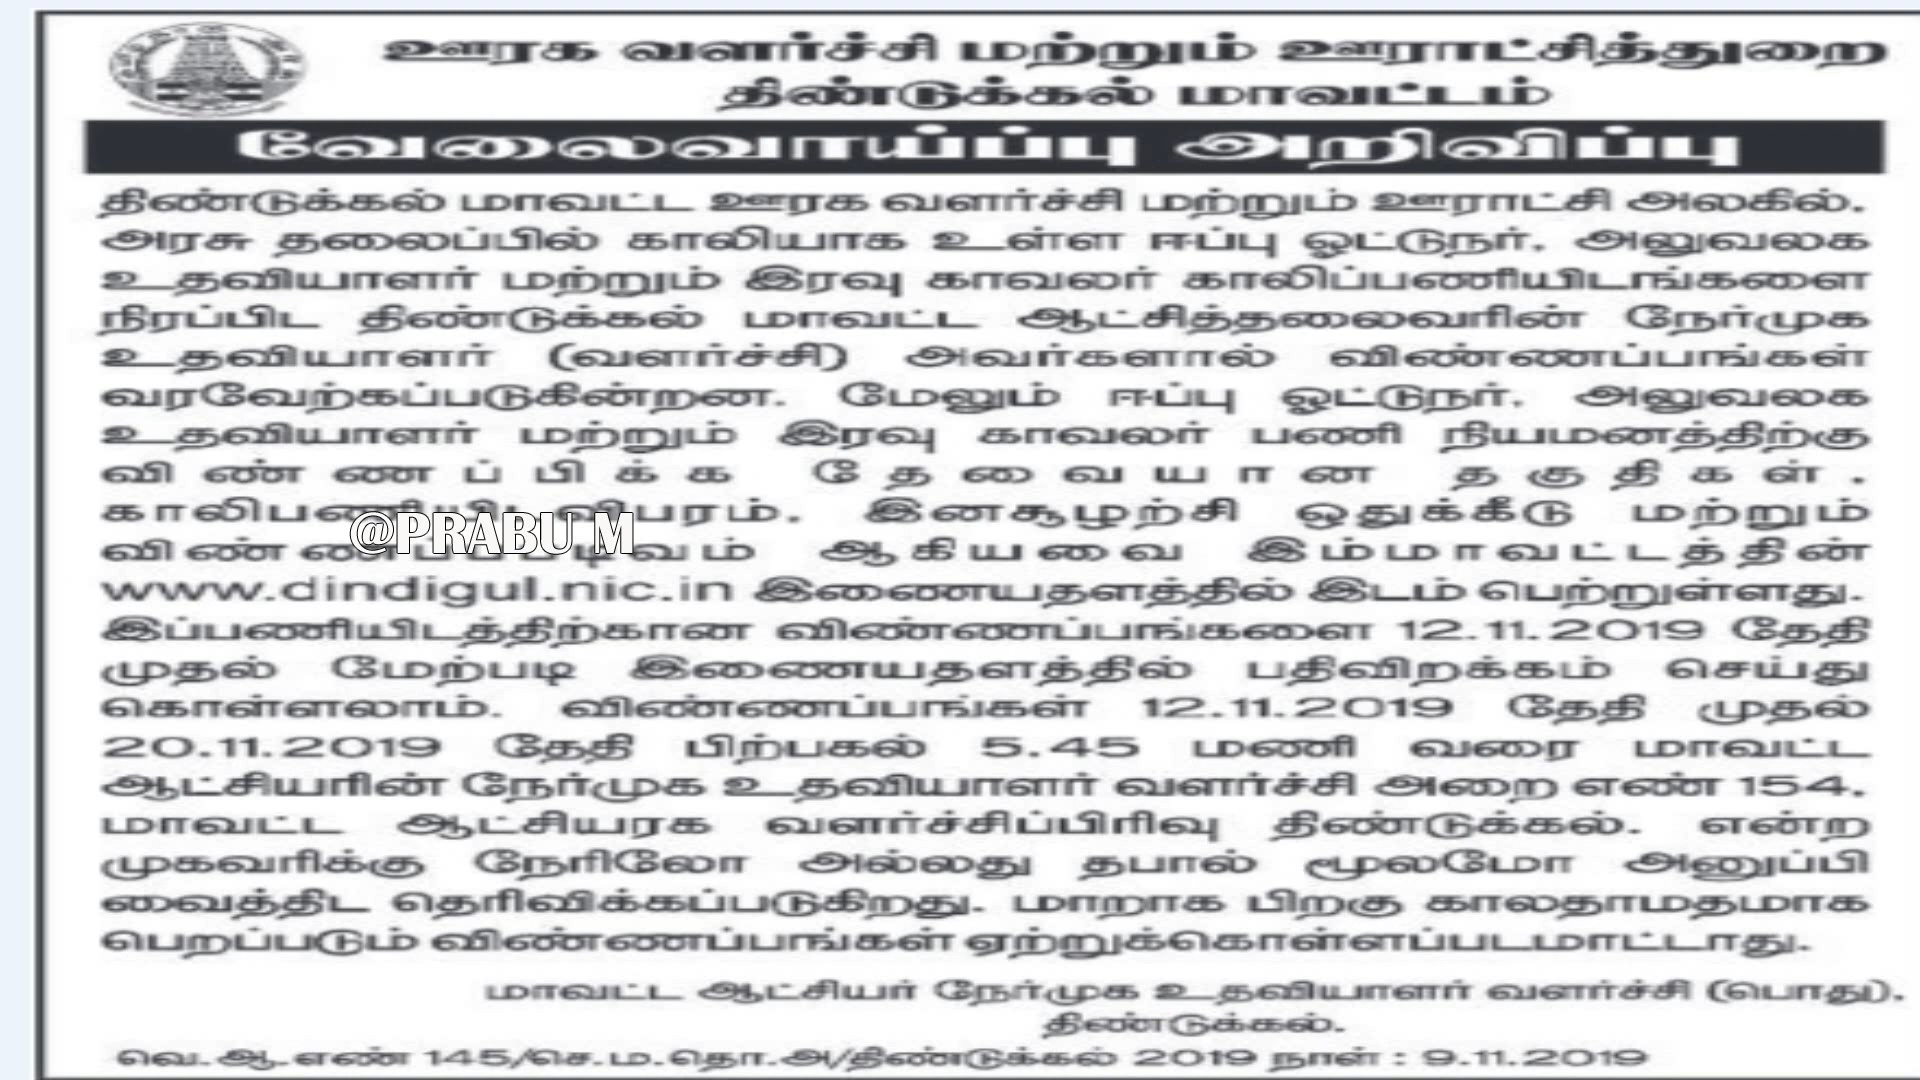 ஊரக வளர்ச்சி மற்றும் ஊராட்சித்துறை
திண்டுக்கல் மாவட்டம்
வேலைவாய்ப்பு அறிவிப்பு
திண்டுக்கல் மாவட்ட ஊரக வளர்ச்சி மற்றும் ஊராட்சி அலகில்,
அரசு தலைப்பில் காலியாக உள்ள ஈப்பு ஓட்டுநர், அலுவலக
உதவியாளர் மற்றும் இரவு காவலர் காலிப்பணியிடங்களை
நிரப்பிட திண்டுக்கல் மாவட்ட ஆட்சித்தலைவரின் நேர்முக
உதவியாளர் (வளர்ச்சி) அவர்களால் விண்ணப்பங்கள்
வரவேற்கப்படுகின்றன. மேலும் ஈப்பு ஓட்டுநர், அலுவலக
உதவியாளர் மற்றும் இரவு காவலர் பணி நியமனத்திற்கு
விண்ணப்பிக்க தேவையான தகுதிகள்,
இனசூழற்சி ஒதுக்கீடு மற்றும்
ஆகியவை இம்மாவட்டத்தின்
@PRABU M
www.dindigul.nic.in இணையதளத்தில் இடம் பெற்றுள்ளது.
இப்பணியிடத்திற்கான விண்ணப்பங்களை 12.11.2019 தேதி
முதல் மேற்படி இணையதளத்தில் பதிவிறக்கம் செய்து
கொள்ளலாம். விண்ணப்பங்கள் 12.11.2019 தேதி முதல்
20.11.2019 தேதி பிற்பகல் 5.45 மணி வரை மாவட்ட
ஆட்சியரின் நேர்முக உதவியாளர் வளர்ச்சி அறை எண் 154,
மாவட்ட ஆட்சியரக வளர்ச்சிப்பிரிவு திண்டுக்கல். என்ற
முகவரிக்கு நேரிலோ அல்லது தபால் மூலமோ அனுப்பி
வைத்திட தெரிவிக்கப்படுகிறது. மாறாக பிறகு காலதாமதமாக
பெறப்படும் விண்ணப்பங்கள் ஏற்றுக்கொள்ளப்படமாட்டாது.
மாவட்ட ஆட்சியர் நேர்முக உதவியாளர் வளர்ச்சி (பொது),
திண்டுக்கல்.
வெ.ஆ.எண் 145/செ.ம.தொ.அ/திண்டுக்கல் 2019 நாள் : 9.11.2019